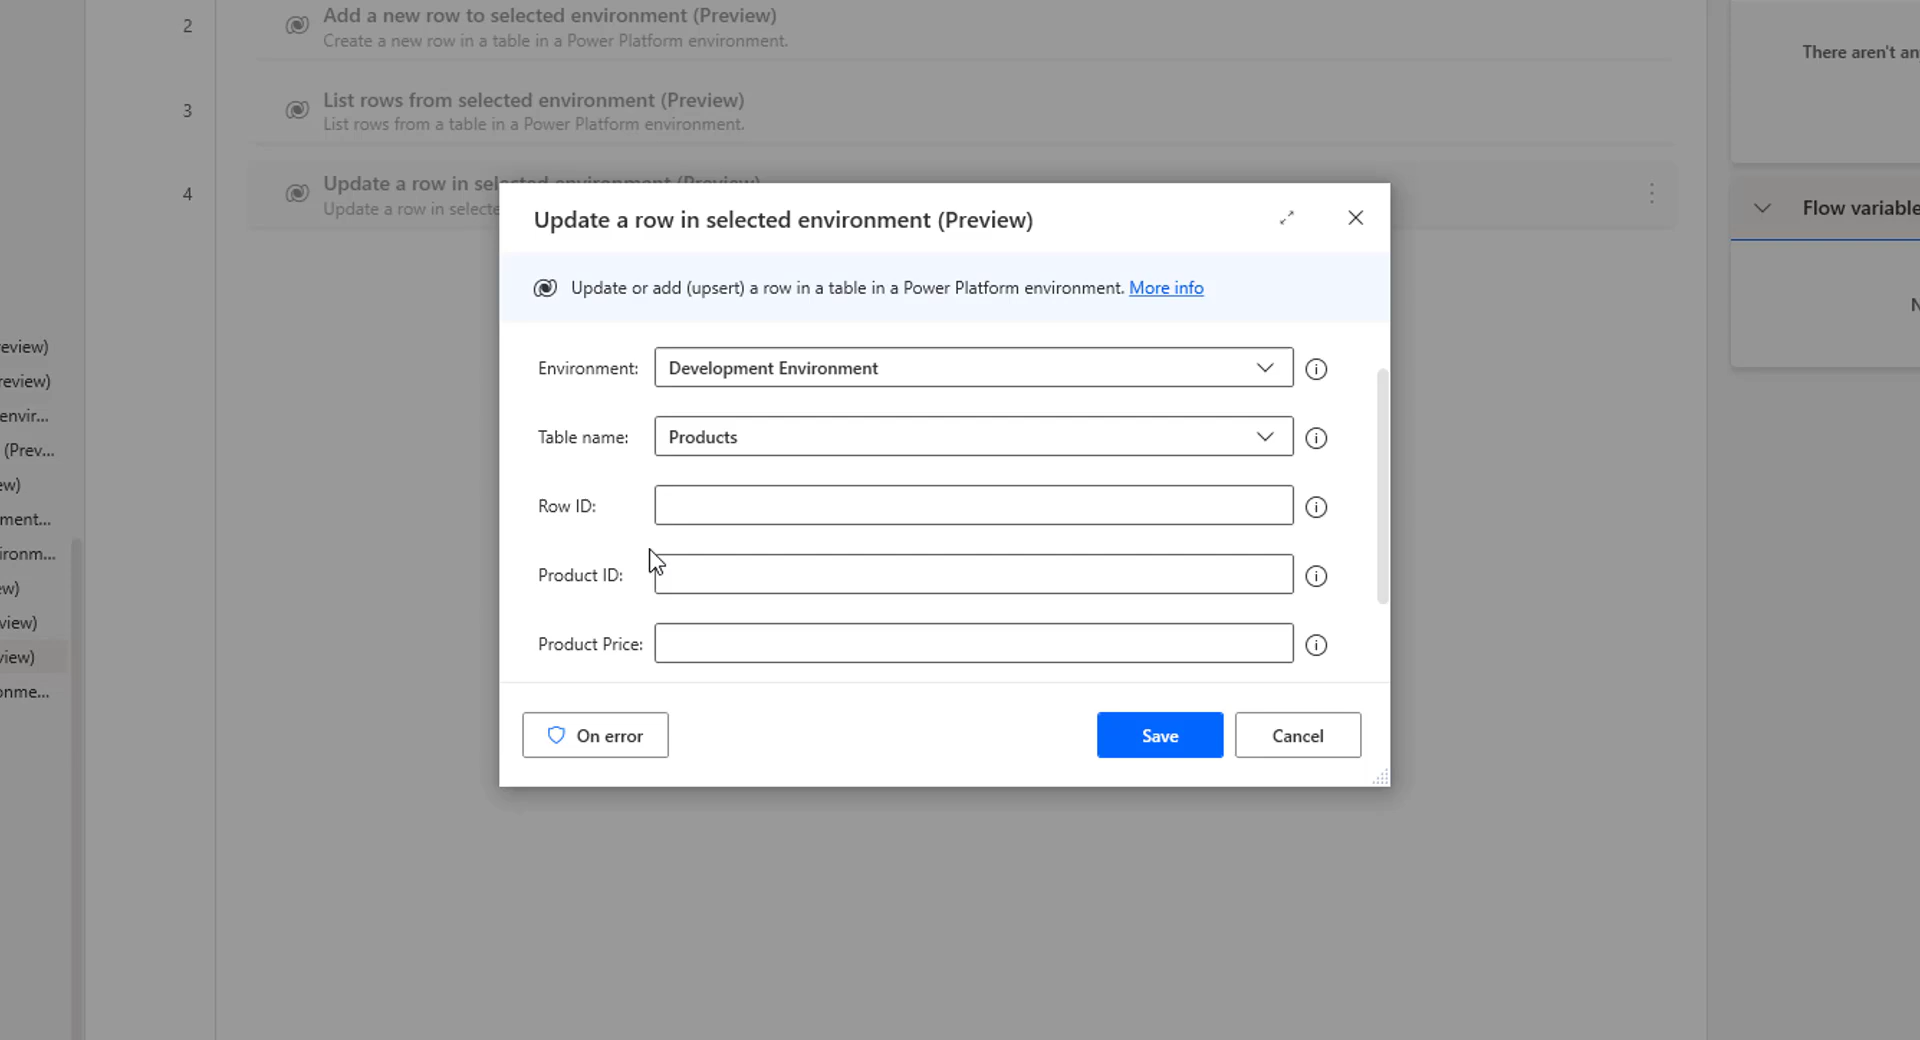 2
Add a new row to selected environment (Preview)
Create a new row in a table in a Power Platform environment.
There aren't an
3
List rows from selected environment (Preview)
List rows from a table in a Power Platform environment.
4
Update a row in selected environment (Preview)
Update a row in selecte
Flow variable
Update a row in selected environment (Preview)
Update or add (upsert) a row in a table in a Power Platform environment. More info
N
eview)
review)
envir...
(Prev...
ew)
ment...
ironm...
ew)
view)
view)
onme...
Environment:
Development Environment
Table name:
Products
Row ID:
Product ID:
Product Price:
On error
Save
Cancel